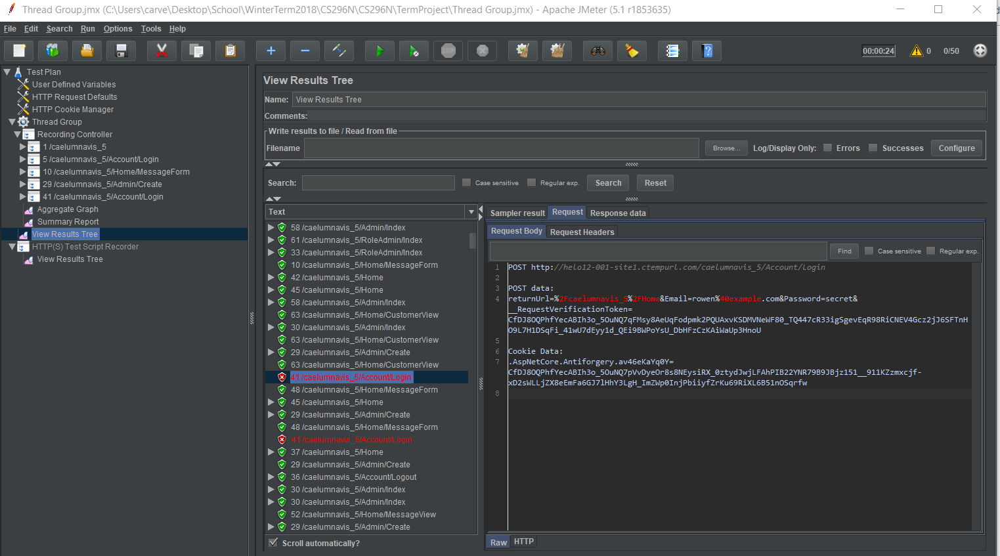 Thread Group.jmx (C:\Users\carve\Desktop\School\WinterTerm2018\CS296N\CS296N\TermProject\Thread Group.jmx) - Apache JMeter (5.1 r1853635)
File Edit Search Run Options Tools Help
00:00:24 0 0/50
Test Plan
User Defined Variables
HTTP Request Defaults
HTTP Cookie Manager
Thread Group
Recording Controller
1 /caelumnavis_5
5 /caelumnavis_5/Account/Login
10 /caelumnavis_5/Home/MessageForm
29 /caelumnavis_5/Admin/Create
41 /caelumnavis_5/Account/Login
Aggregate Graph
Summary Report
View Results Tree
HTTP(S) Test Script Recorder
View Results Tree
View Results Tree
Name: View Results Tree
Comments:
Write results to file / Read from file
Filename Browse... Log/Display Only: Errors Successes Configure
Search: Case sensitive Regular exp. Search Reset
Text
58 /caelumnavis_5/Admin/Index
61 /caelumnavis_5/RoleAdmin/Index
33 /caelumnavis_5/RoleAdmin/Index
10 /caelumnavis_5/Home/MessageForm
42 /caelumnavis_5/Home
45 /caelumnavis_5/Home
58 /caelumnavis_5/Admin/Index
63 /caelumnavis_5/Home/CustomerView
30 /caelumnavis_5/Admin/Index
63 /caelumnavis_5/Home/CustomerView
29 /caelumnavis_5/Admin/Create
63 /caelumnavis_5/Home/CustomerView
41 /caelumnavis_5/Account/Login
48 /caelumnavis_5/Home/MessageForm
45 /caelumnavis_5/Home
29 /caelumnavis_5/Admin/Create
48 /caelumnavis_5/Home/MessageForm
41 /caelumnavis_5/Account/Login
37 /caelumnavis_5/Home
29 /caelumnavis_5/Admin/Create
36 /caelumnavis_5/Account/Logout
30 /caelumnavis_5/Admin/Index
30 /caelumnavis_5/Admin/Index
52 /caelumnavis_5/Home/MessageView
29 /caelumnavis_5/Admin/Create
Scroll automatically?
Sampler result Request Response data
Request Body Request Headers
Find Case sensitive Regular exp.
1 POST http://helo12-001-site1.ctempurl.com/caelumnavis_5/Account/Login
2
3 POST data:
4 returnUrl=%2Fcaelumnavis_5%2FHome&Email=rowen%40example.com&Password=secret&
__RequestVerificationToken=
CfDJ8OQPhfYecABIh3o_5OuNQ7qFMsy8AeUqFodpmk2PQUAxvKSDMVNeWF80_TQ447cR33igSgevEqR98RiCNEV4Gcz2jJ6SFTnH
O9L7H1DSqFi_41wU7dEyy1d_QEi9BWPoYsU_DbHFzCzKAiWaUp3HnoU
5
6 Cookie Data:
7 .AspNetCore.Antiforgery.av46eKaYq0Y=
CfDJ8OQPhfYecABIh3o_5OuNQ7pVvDyeOr8s8NEysiRX_0ztydJwjLFAhPIB22YNR79B9JBjz151__911KZzmxcjf-
xD2sWLLjZX8eEmFa6GJ7lHhY3LgH_ImZWp0InjPbiiyfZrKu69RiXL6B51nOSqrfw
8
Raw HTTP